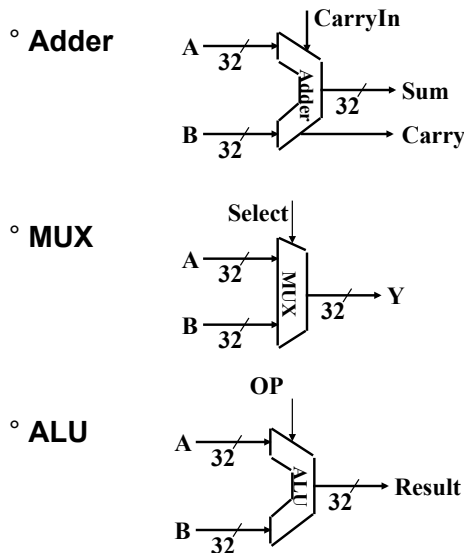 ° Adder
CarryIn
A
32
Adder
32
Sum
B
32
Carry
° MUX
Select
A
32
MUX
32
Y
B
32
° ALU
OP
A
32
ALU
32
Result
B
32